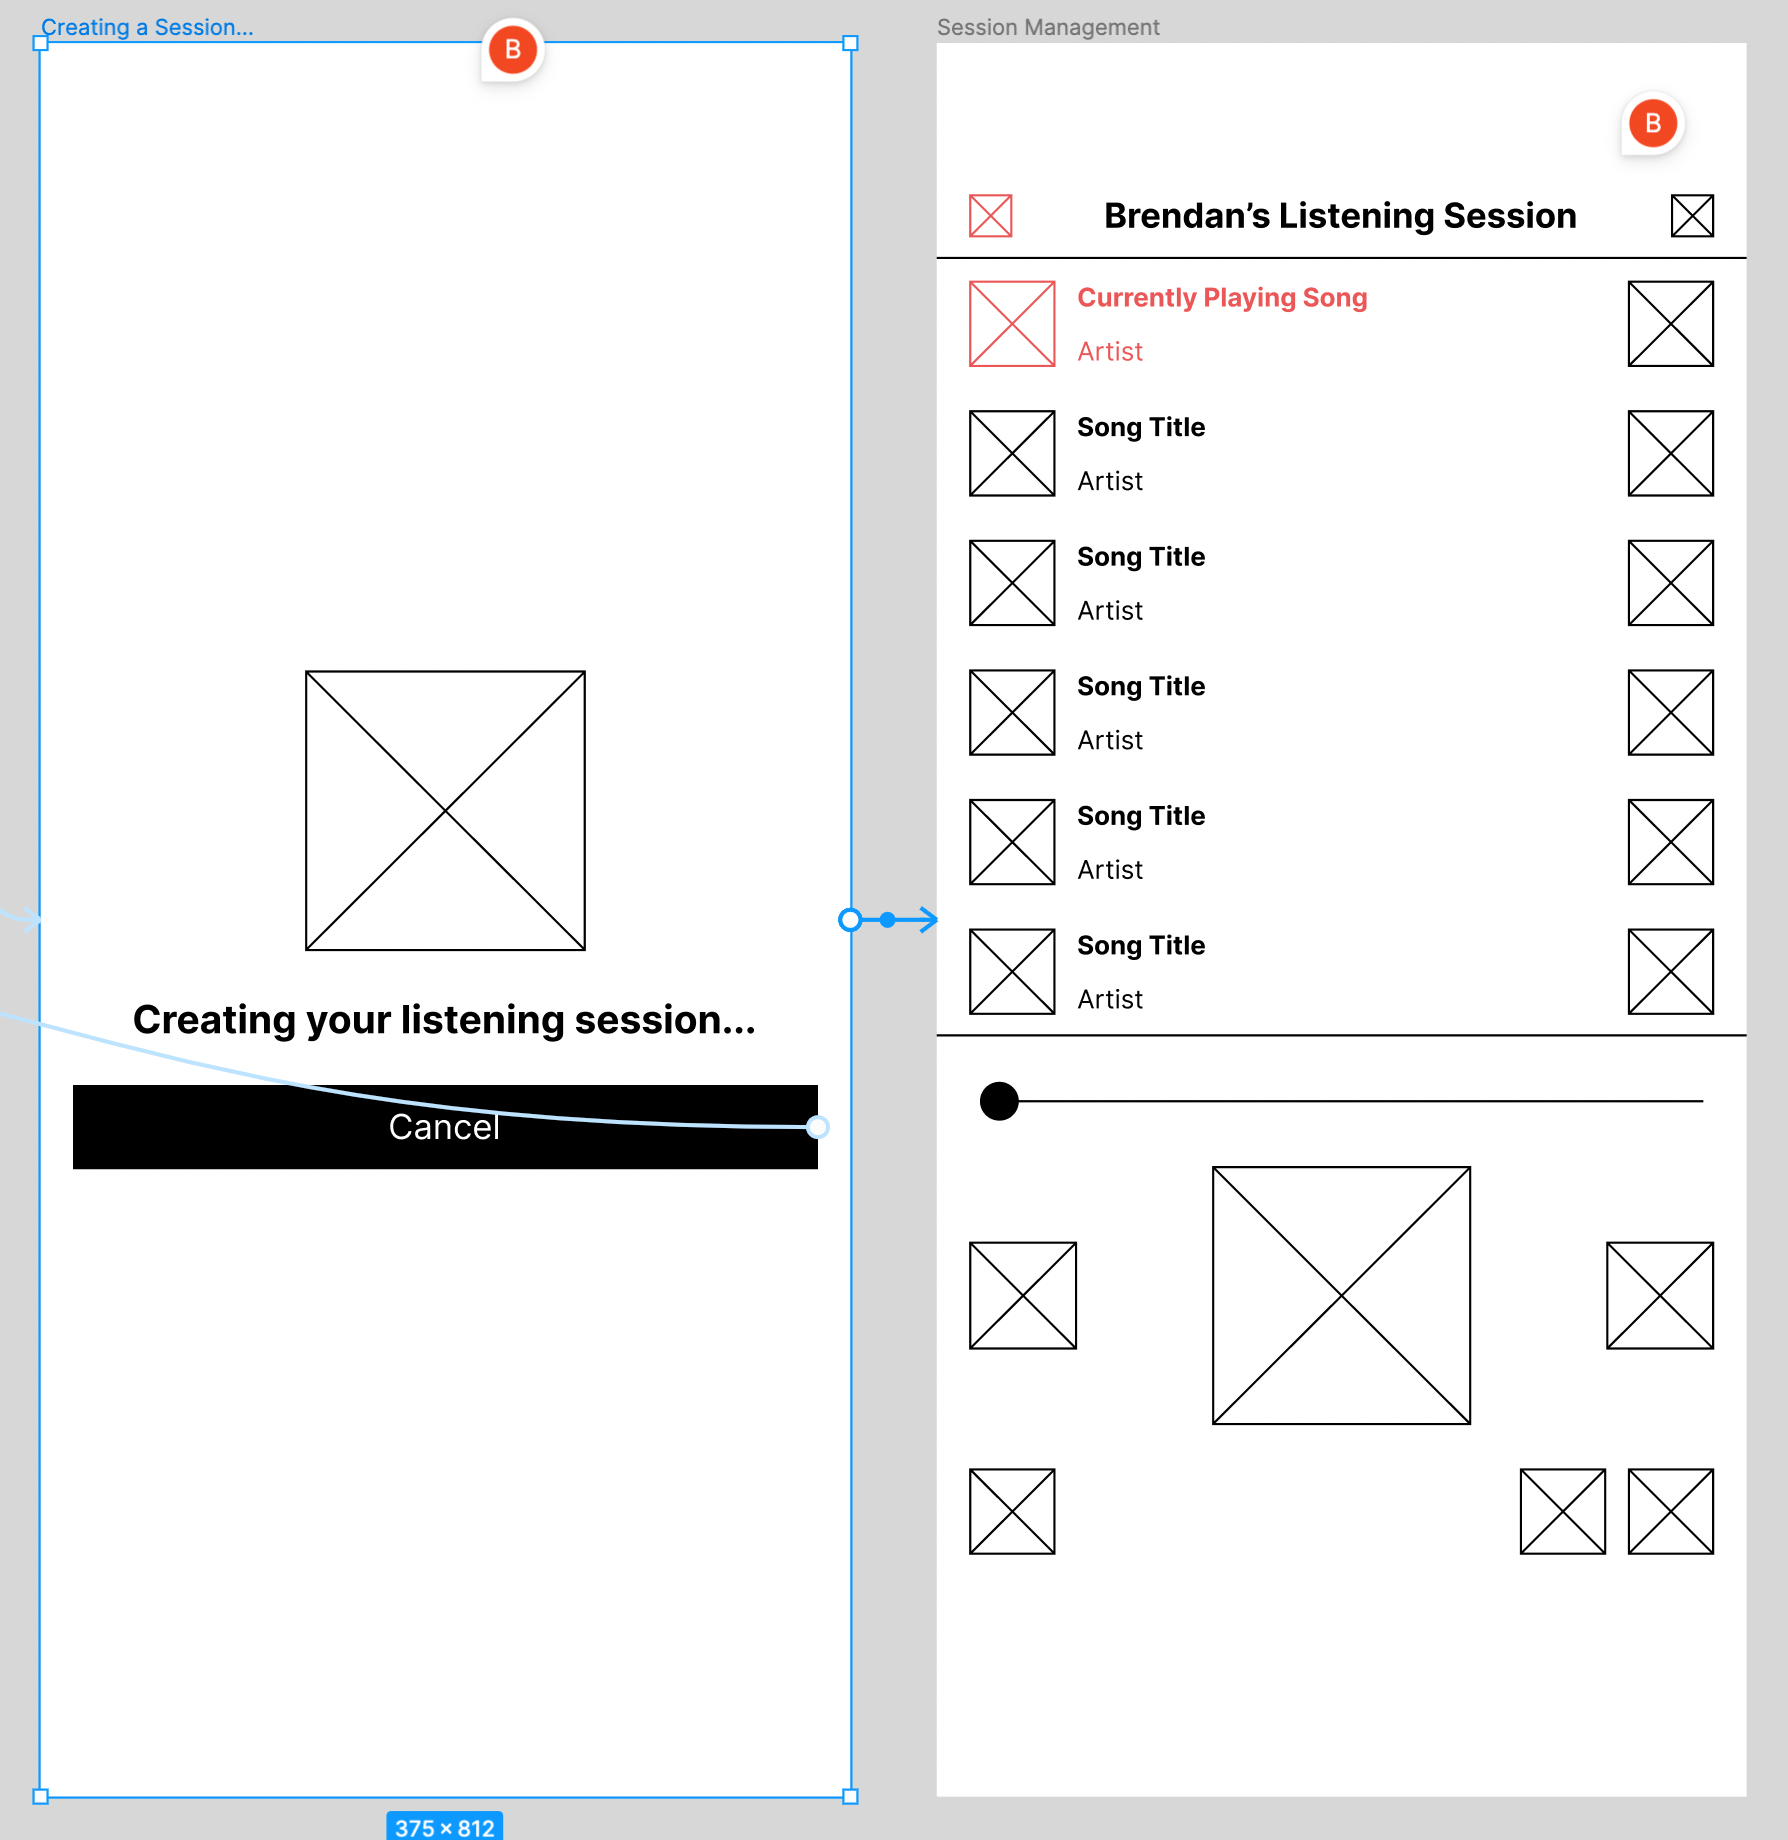 Creating a Session...
B
Creating your listening session...
Cancel
375 × 812
Session Management
B
Brendan’s Listening Session
Currently Playing Song
Artist
Song Title
Artist
Song Title
Artist
Song Title
Artist
Song Title
Artist
Song Title
Artist